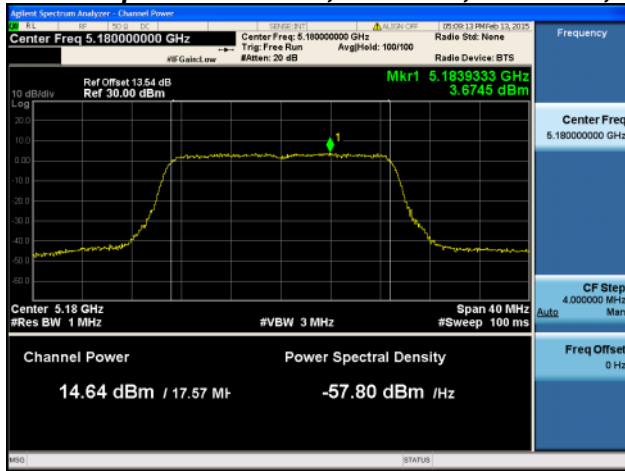 Agilent Spectrum Analyzer - Channel Power
RL RF 50 Ω DC SENSE:INT ALIGN OFF 05:09:13 PM Feb 13, 2015
Center Freq 5.180000000 GHz
Center Freq: 5.180000000 GHz
Radio Std: None
Trig: Free Run Avg|Hold: 100/100
#IFGain:Low #Atten: 20 dB Radio Device: BTS
Frequency
Ref Offset 13.54 dB
Mkr1 5.1839333 GHz
10 dB/div Ref 30.00 dBm 3.6745 dBm
Log
20.0
10.0
0.00
-10.0
-20.0
-30.0
-40.0
-50.0
-60.0
1
Center Freq
5.180000000 GHz
Center 5.18 GHz Span 40 MHz
#Res BW 1 MHz #VBW 3 MHz #Sweep 100 ms
CF Step
4.000000 MHz
Auto Man
Channel Power Power Spectral Density
14.64 dBm / 17.57 MH -57.80 dBm /Hz
Freq Offset
0 Hz
MSG STATUS